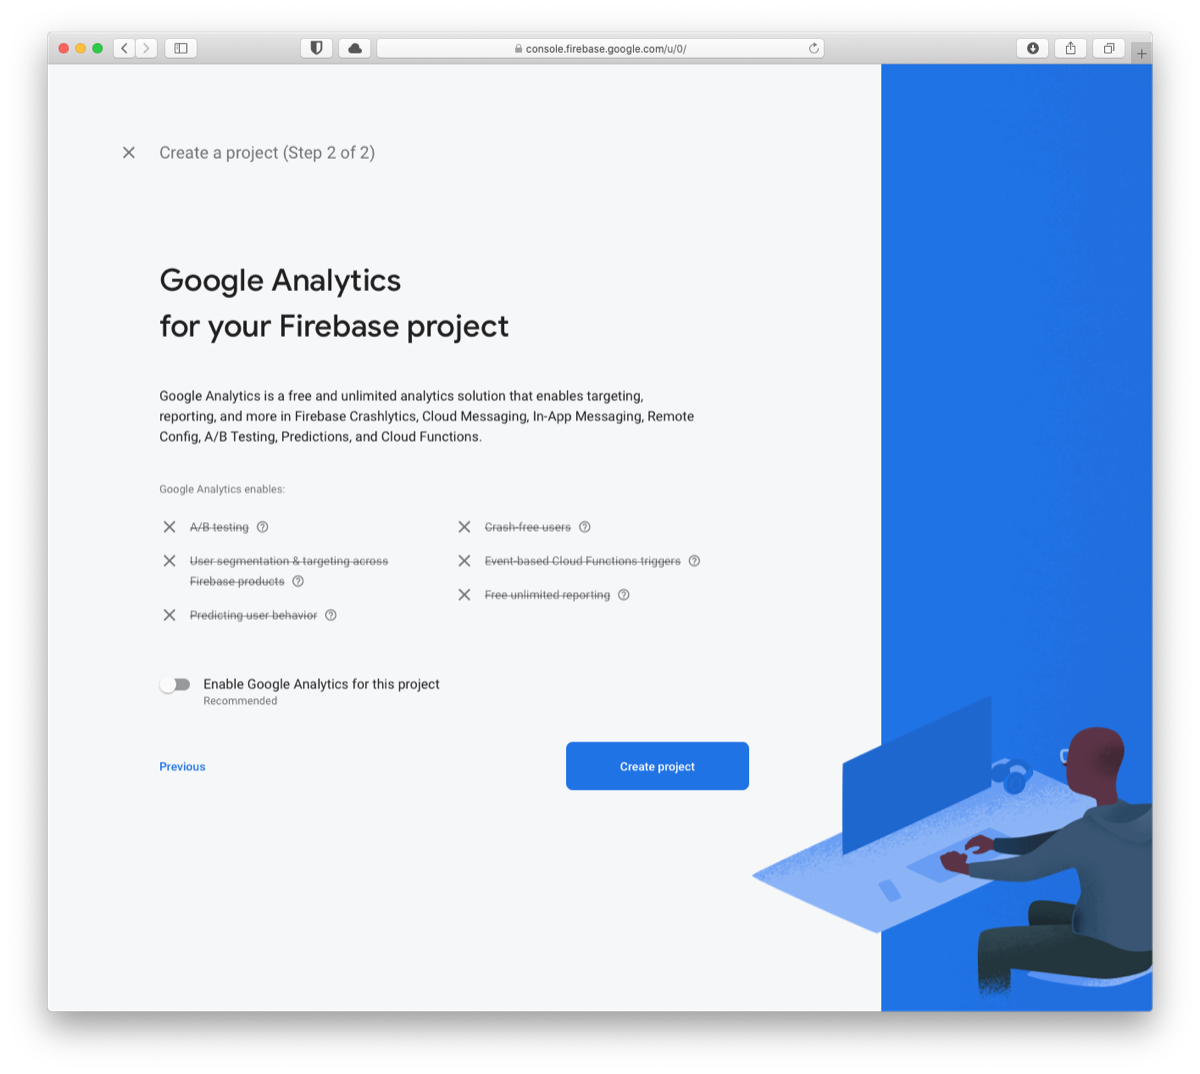 console.firebase.google.com/u/0/
Create a project (Step 2 of 2)
Google Analytics
for your Firebase project
Google Analytics is a free and unlimited analytics solution that enables targeting,
reporting, and more in Firebase Crashlytics, Cloud Messaging, In-App Messaging, Remote
Config, A/B Testing, Predictions, and Cloud Functions.
Google Analytics enables:
A/B testing
User segmentation & targeting across
Firebase products
Predicting user behavior
Crash-free users
Event-based Cloud Functions triggers
Free unlimited reporting
Enable Google Analytics for this project
Recommended
Previous
Create project